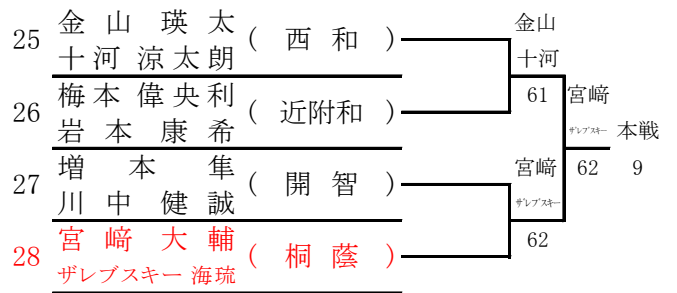 25 金山 瑛太 ( 西和 )
十河 涼太朗
26 梅本 偉央利 ( 近附和 )
岩本 康希
27 増本 隼 ( 開智 )
川中 健誠
28 宮﨑 大輔 ( 桐蔭 )
ザレブスキー 海琉
金山
十河
61
宮﨑
ザレブスキー
62
宮﨑
ザレブスキー
62
本戦
9